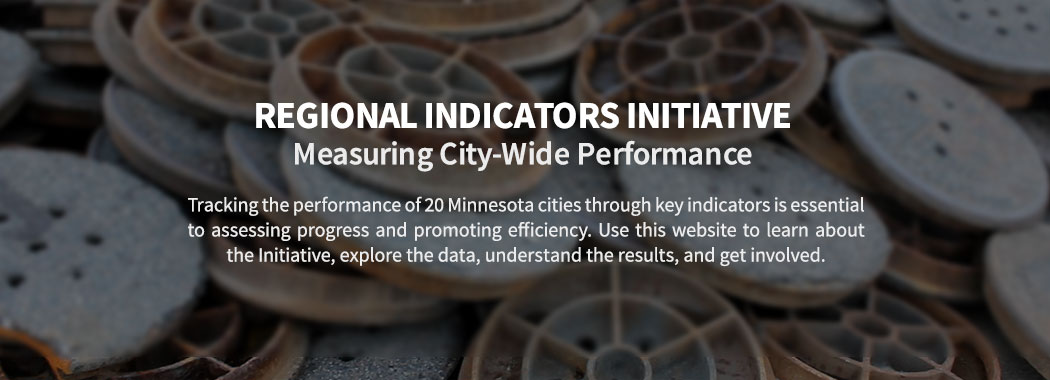 REGIONAL INDICATORS INITIATIVE
Measuring City-Wide Performance
Tracking the performance of 20 Minnesota cities through key indicators is essential
to assessing progress and promoting efficiency. Use this website to learn about
the Initiative, explore the data, understand the results, and get involved.